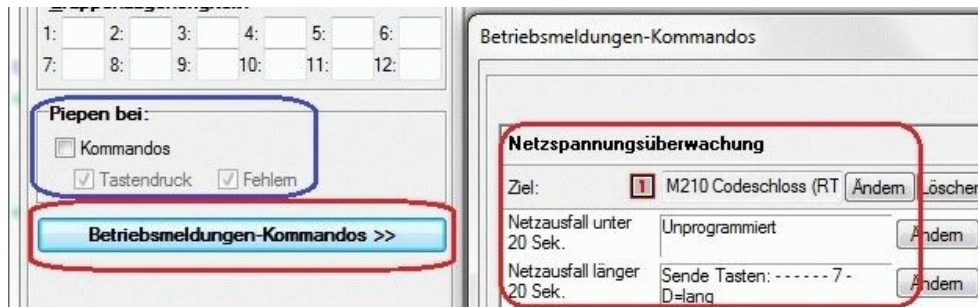 1: 2: 3: 4: 5: 6:
7: 8: 9: 10: 11: 12:
Piepen bei:
Kommandos
Tastendruck Fehlern
Betriebsmeldungen-Kommandos >>
Betriebsmeldungen-Kommandos
Netzspannungsüberwachung
Ziel: 1 M210 Codeschloss (RT Ändern Löschen
Netzausfall unter
20 Sek.
Unprogrammiert
Ändern
Netzausfall länger
20 Sek.
Sende Tasten: - - - - - - 7 -
D=lang
Ändern